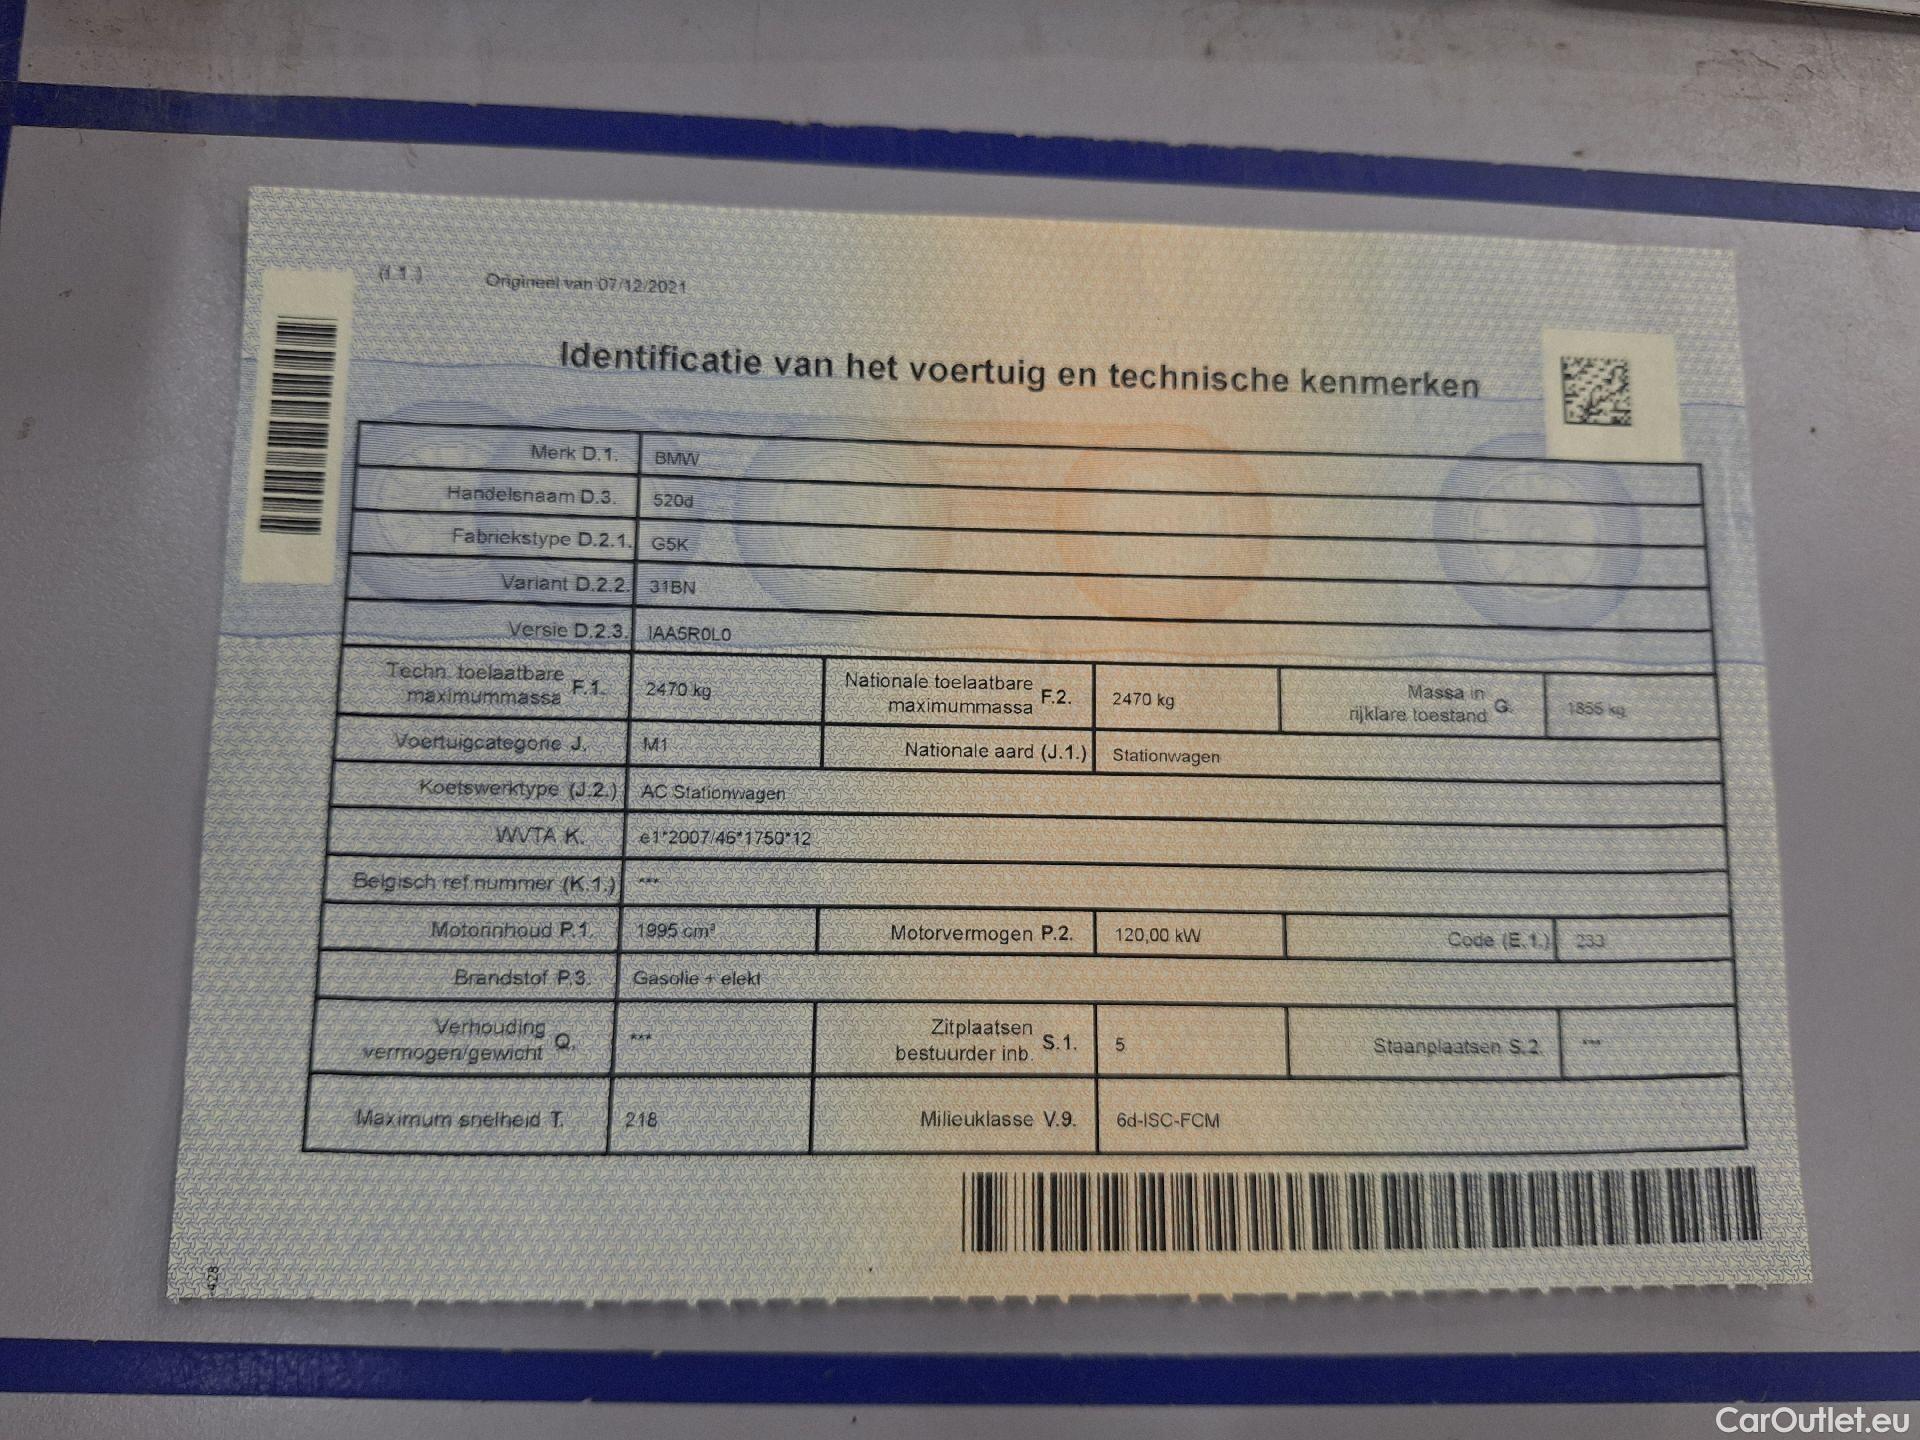 (I.1.) Origineel van 07/12/2021
Identificatie van het voertuig en technische kenmerken
Merk D.1. BMW
Handelsnaam D.3. 520d
Fabriekstype D.2.1. G5K
Variant D.2.2. 31BN
Versie D.2.3. IAA5R0L0
Techn. toelaatbare maximummassa F.1. 2470 kg Nationale toelaatbare maximummassa F.2. 2470 kg Massa in rijklare toestand G. 1855 kg
Voertuigcategorie J. M1 Nationale aard (J.1.) Stationwagen
Koetswerktype (J.2.) AC Stationwagen
WVTA K. e1*2007/46*1750*12
Belgisch ref.nummer (K.1.) ***
Motorinhoud P.1. 1995 cm³ Motorvermogen P.2. 120,00 kW Code (E.1.) 233
Brandstof P.3. Gasolie + elekt
Verhouding vermogen/gewicht Q. *** Zitplaatsen bestuurder inb. S.1. 5 Staanplaatsen S.2. ***
Maximum snelheid T. 218 Milieuklasse V.9. 6d-ISC-FCM
CarOutlet.eu